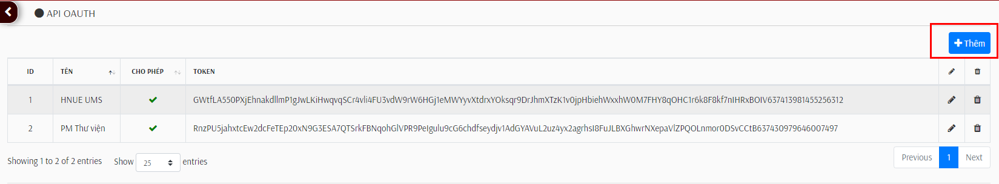 API OAUTH
Thêm
ID TÊN CHO PHÉP TOKEN
1 HNUE UMS GWtfLA550PXjEhnakdllmP1gJwLKiHwqvqSCr4vli4FU3vdW9rW6HGj1eMWYyvXtdrxYOksqr9DrJhmXTzK1v0jpHbiehWxxhW0M7FHY8qOHC1r6k8F8kf7nIHRxBOIV637413981455256312
2 PM Thư viện RnzPU5jahxtcEw2dcFeTEp20xN9G3ESA7QTSrkFBNqohGlVPR9PeIgulu9cG6chdfseydjv1AdGYAVuL2uz4yx2agrhsI8FuJLBXGhwrNXepaVlZPQOLnmor0DSvCCtB637430979646007497
Showing 1 to 2 of 2 entries Show 25 entries Previous 1 Next